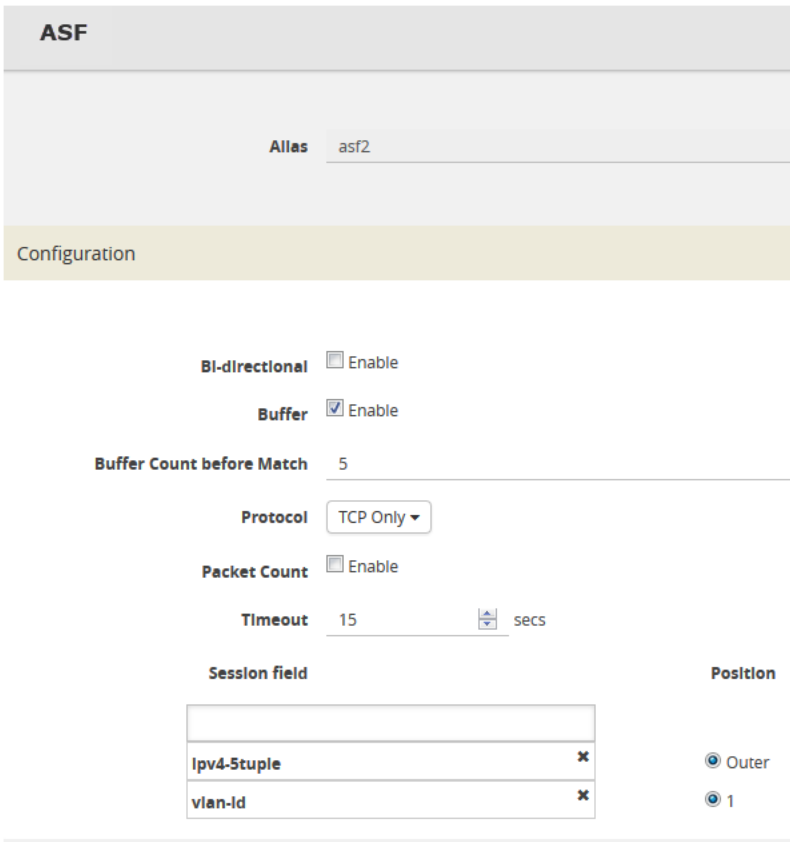 ASF
Alias asf2
Configuration
Bi-directional Enable
Buffer Enable
Buffer Count before Match 5
Protocol TCP Only
Packet Count Enable
Timeout 15 secs
Session field Position
ipv4-5tuple Outer
vlan-id 1